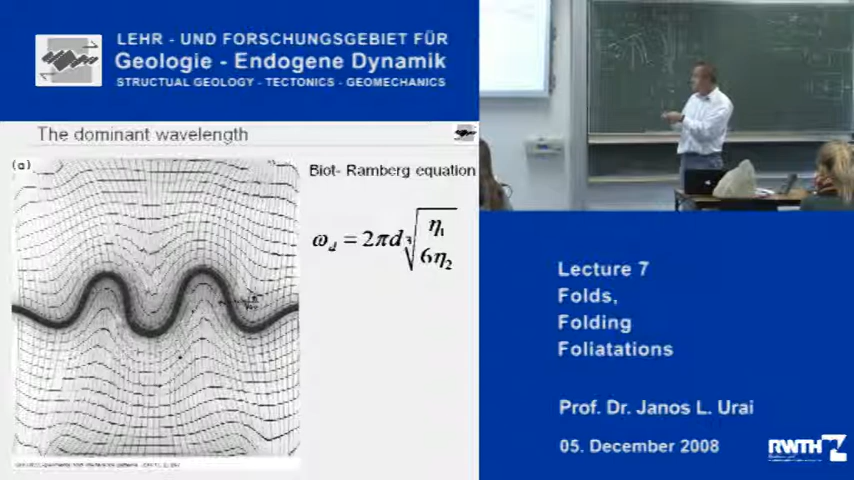 LEHR - UND FORSCHUNGSGEBIET FÜR
Geologie - Endogene Dynamik
STRUCTUAL GEOLOGY - TECTONICS - GEOMECHANICS
The dominant wavelength
(a)
Biot- Ramberg equation
ω_d = 2πd ∛(η₁ / 6η₂)
Lecture 7
Folds,
Folding
Foliatations
Prof. Dr. Janos L. Urai
05. December 2008
RWTH